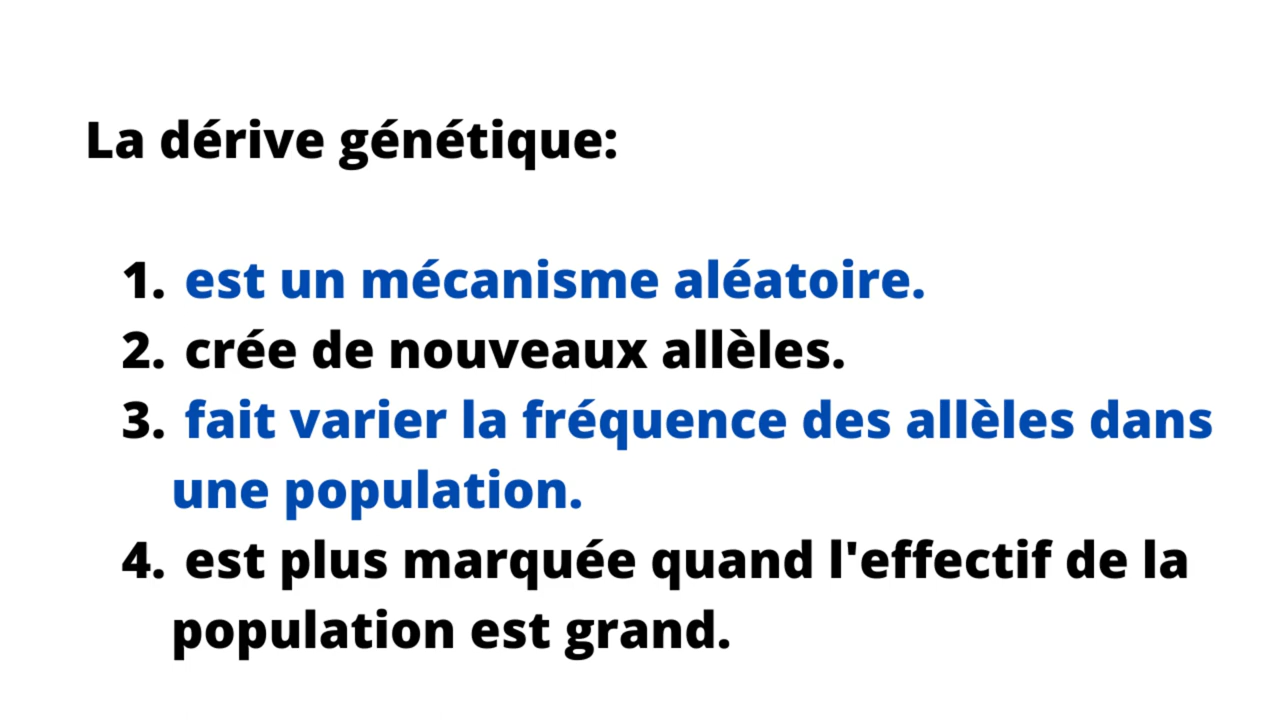 La dérive génétique:
1. est un mécanisme aléatoire.
2. crée de nouveaux allèles.
3. fait varier la fréquence des allèles dans
une population.
4. est plus marquée quand l'effectif de la
population est grand.